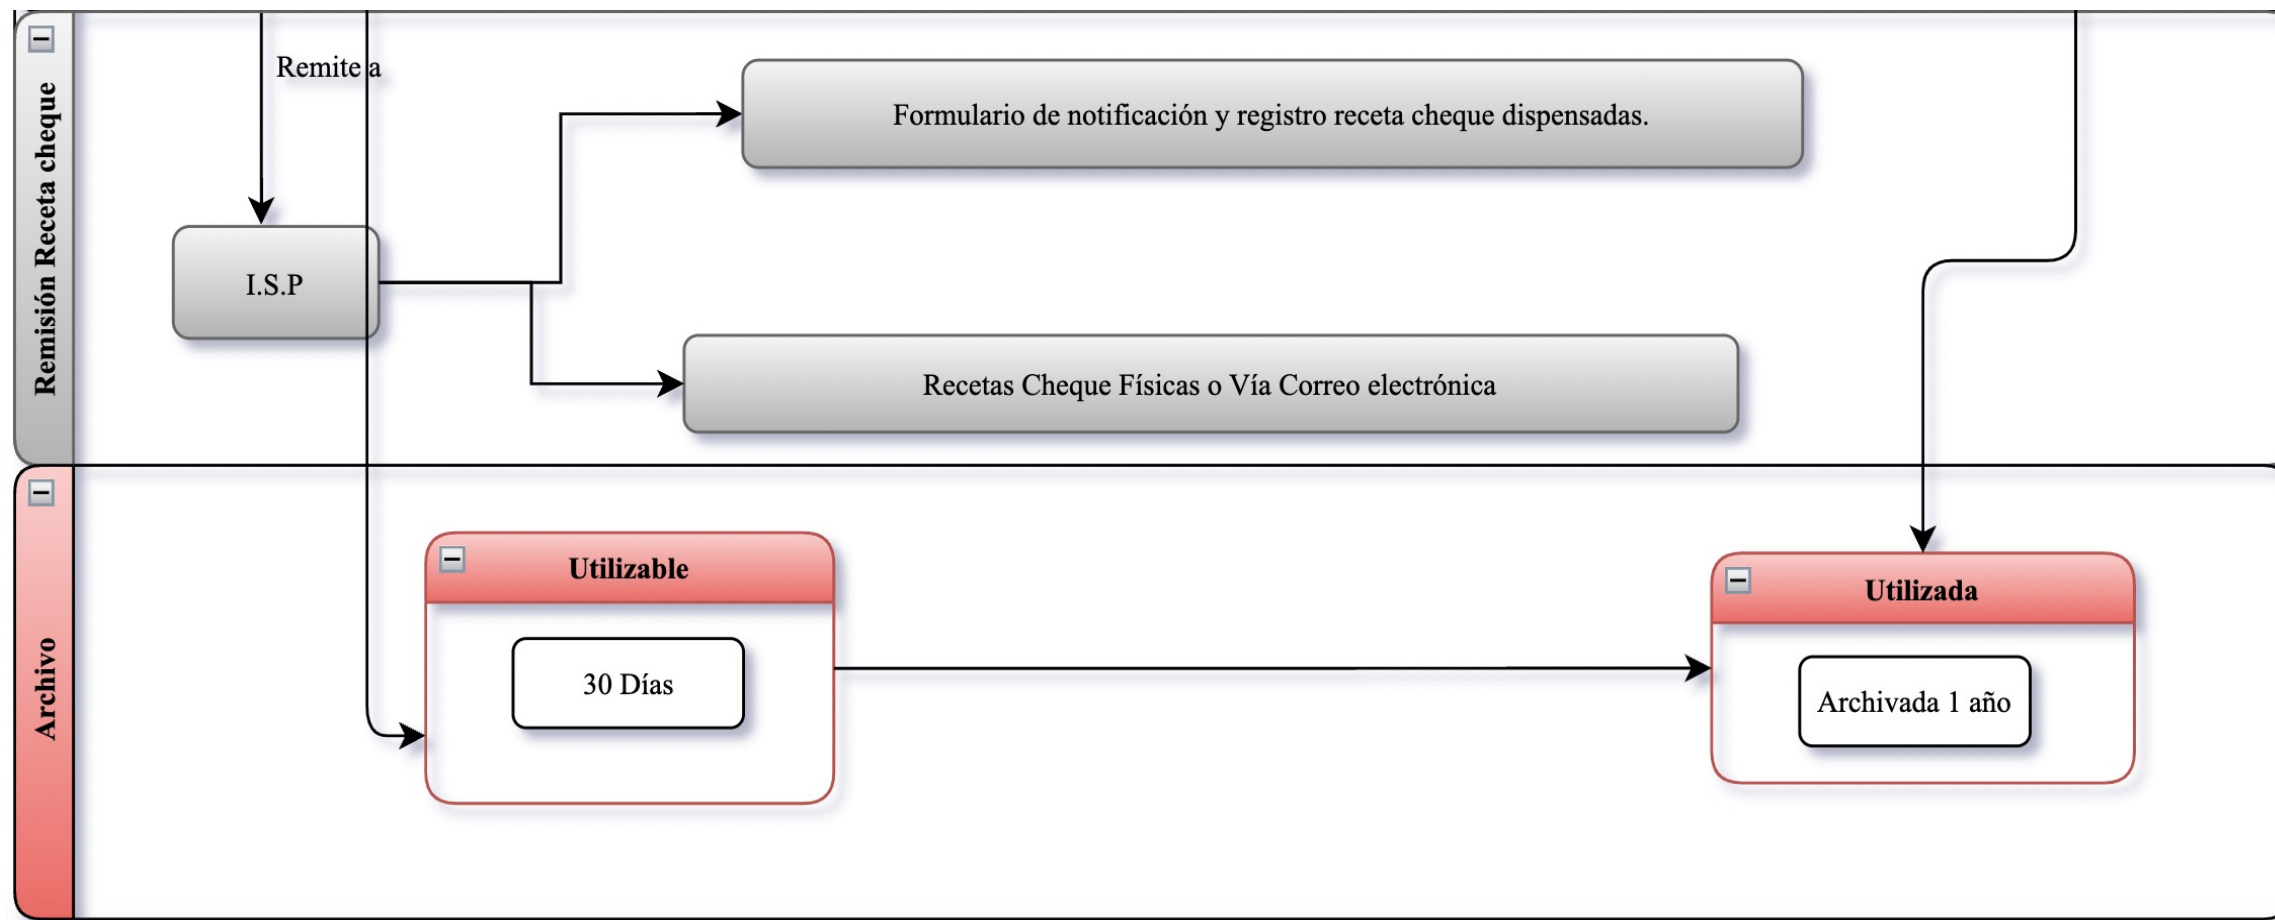 Remisión Receta cheque
Remite a
Formulario de notificación y registro receta cheque dispensadas.
I.S.P
Recetas Cheque Físicas o Vía Correo electrónica
Archivo
Utilizable
30 Días
Utilizada
Archivada 1 año